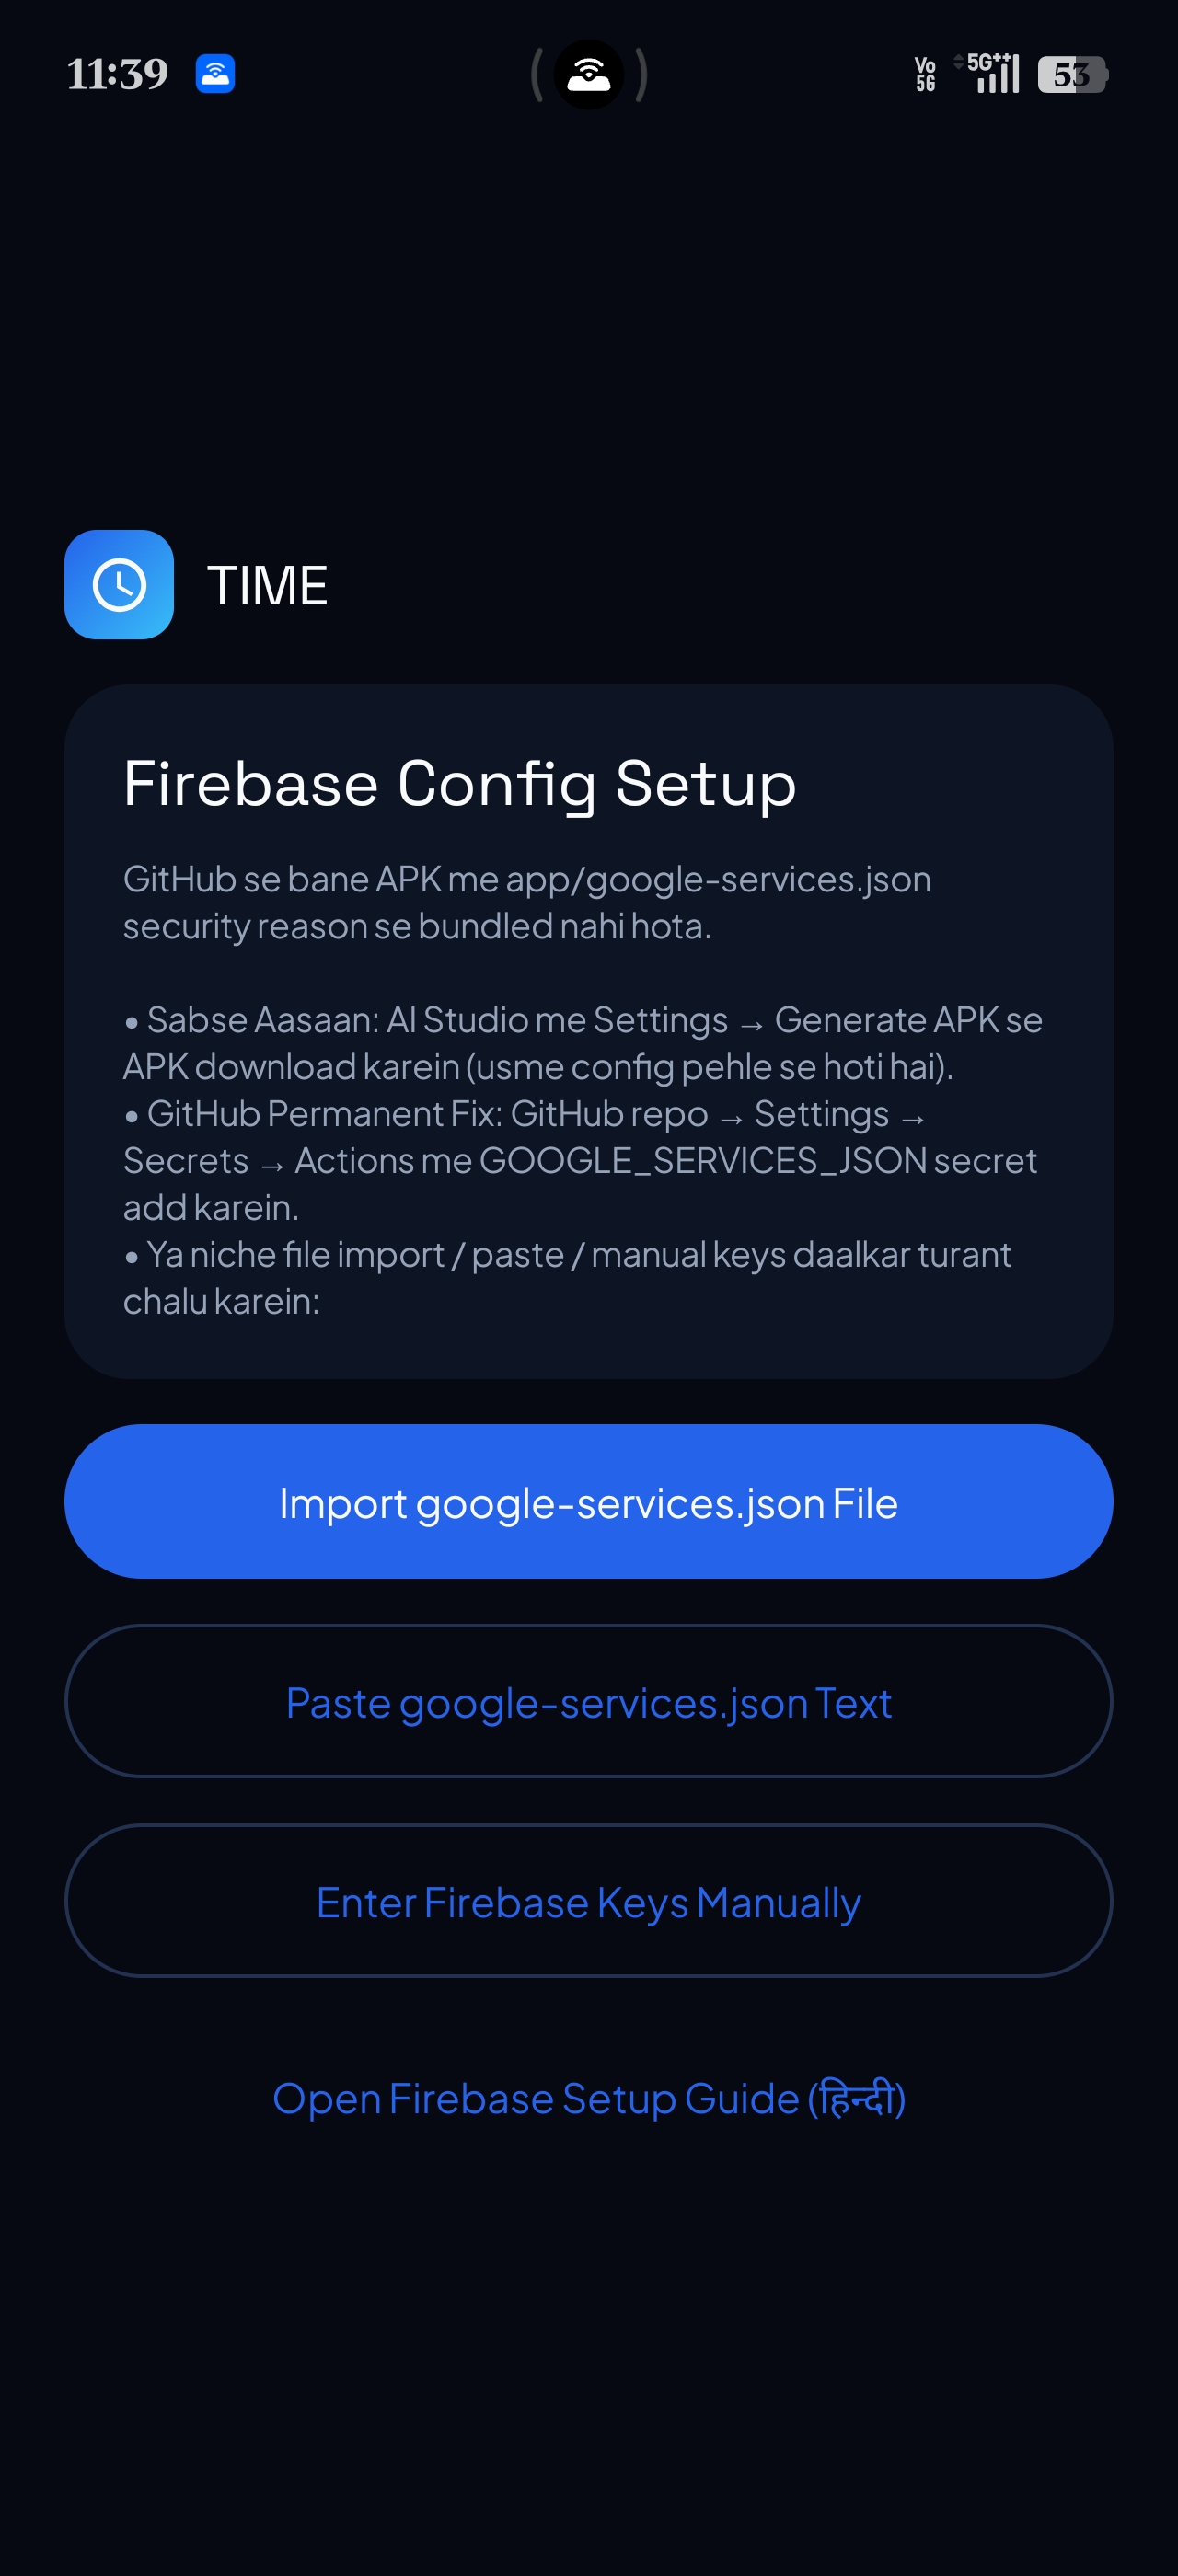 11:39
Vo
5G
5G++
53
TIME
Firebase Config Setup
GitHub se bane APK me app/google-services.json
security reason se bundled nahi hota.
• Sabse Aasaan: AI Studio me Settings → Generate APK se
APK download karein (usme config pehle se hoti hai).
• GitHub Permanent Fix: GitHub repo → Settings →
Secrets → Actions me GOOGLE_SERVICES_JSON secret
add karein.
• Ya niche file import / paste / manual keys daalkar turant
chalu karein:
Import google-services.json File
Paste google-services.json Text
Enter Firebase Keys Manually
Open Firebase Setup Guide (हिन्दी)